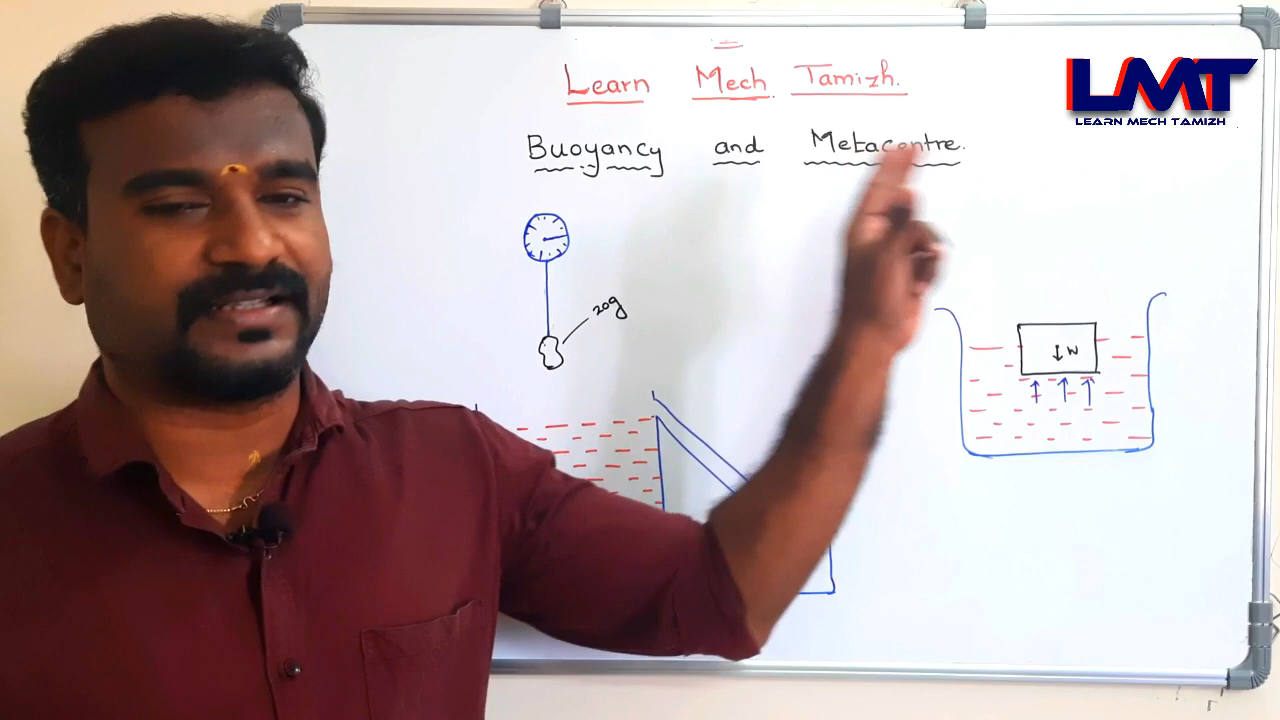 Learn Mech Tamizh.
LMT
LEARN MECH TAMIZH
Buoyancy and Metacentre.
20g
W